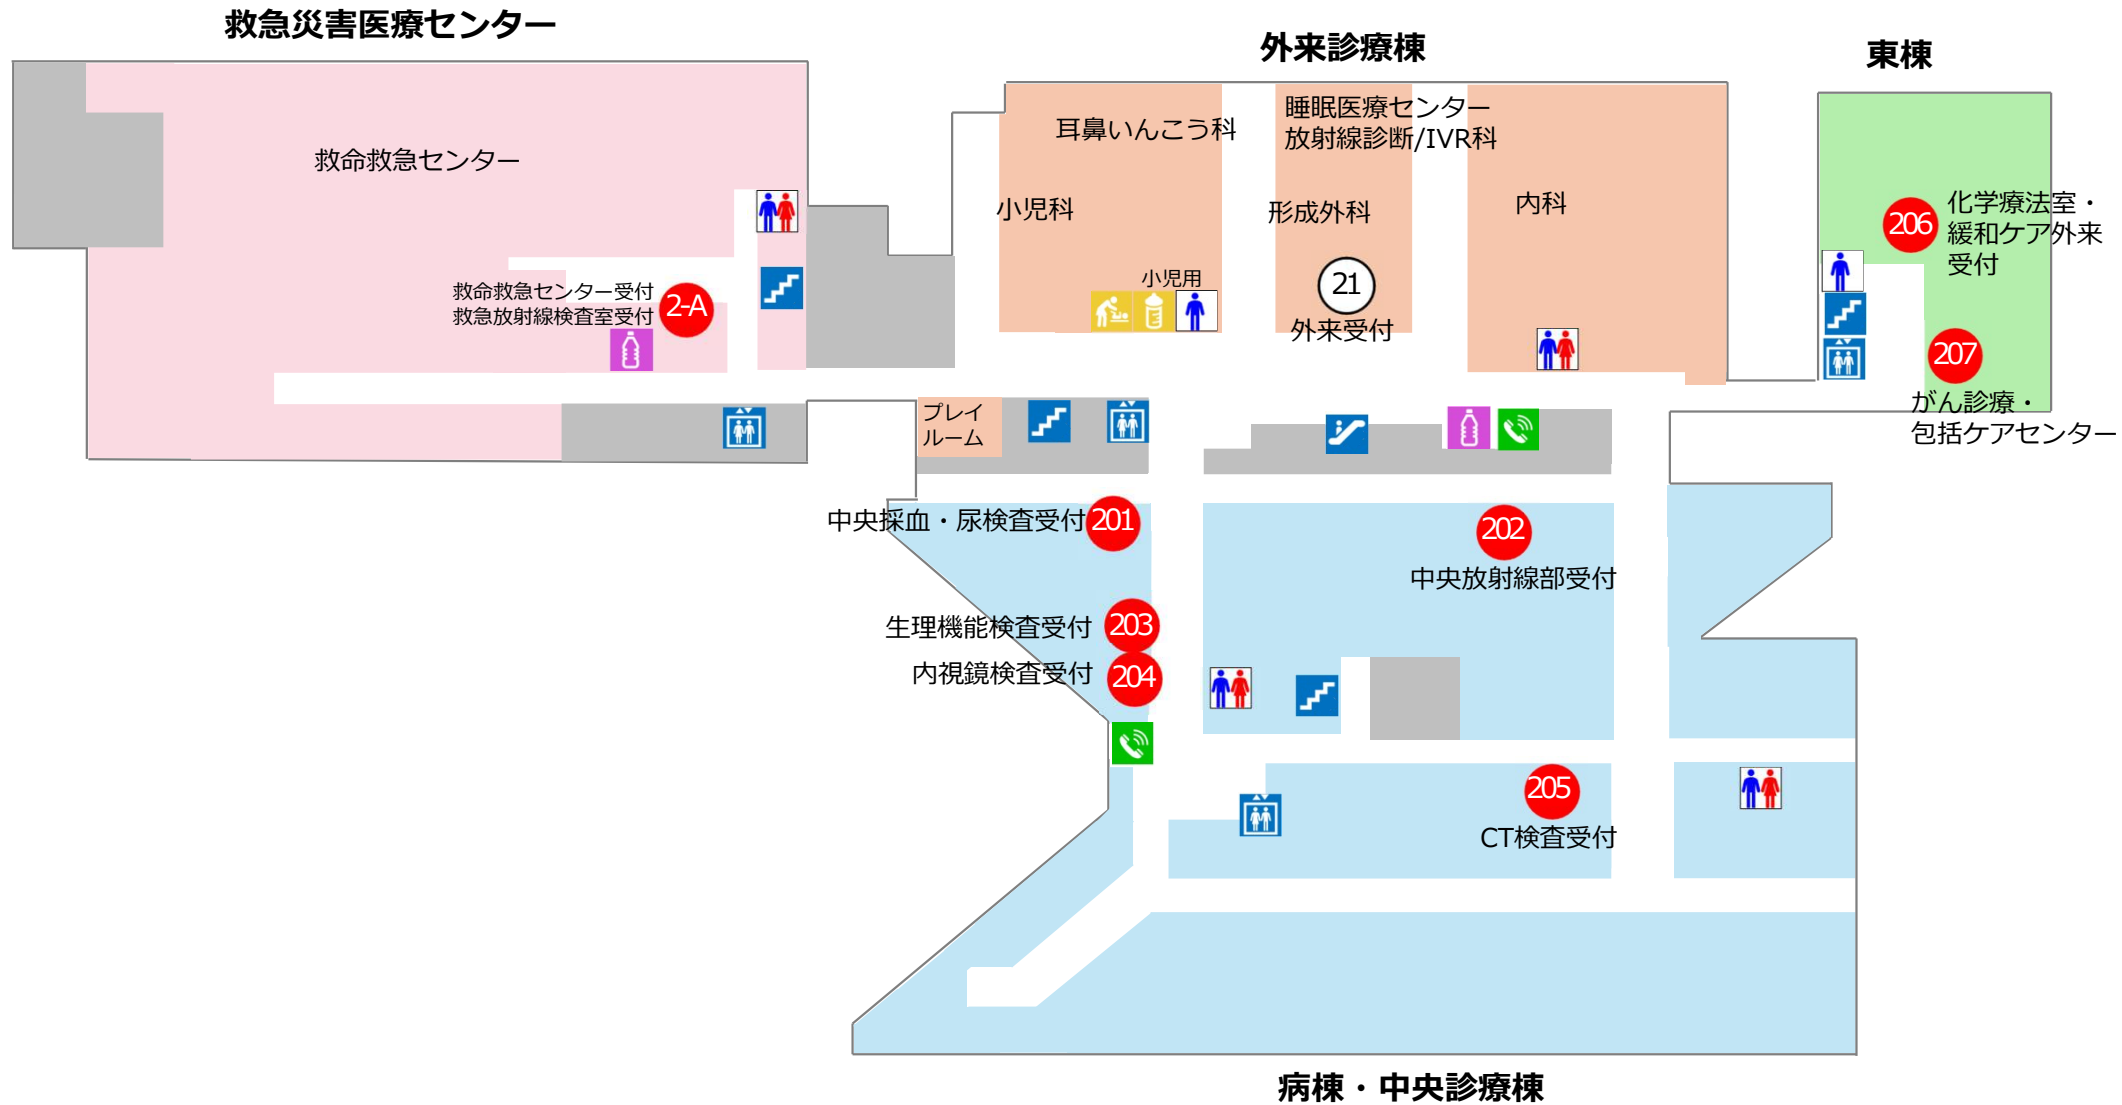 救急災害医療センター
外来診療棟
東棟
救命救急センター
救命救急センター受付
救急放射線検査室受付
2-A
耳鼻いんこう科
小児科
小児用
睡眠医療センター
放射線診断/IVR科
形成外科
21
外来受付
内科
206
化学療法室・
緩和ケア外来
受付
207
がん診療・
包括ケアセンター
プレイ
ルーム
中央採血・尿検査受付
201
202
中央放射線部受付
生理機能検査受付
203
内視鏡検査受付
204
205
CT検査受付
病棟・中央診療棟